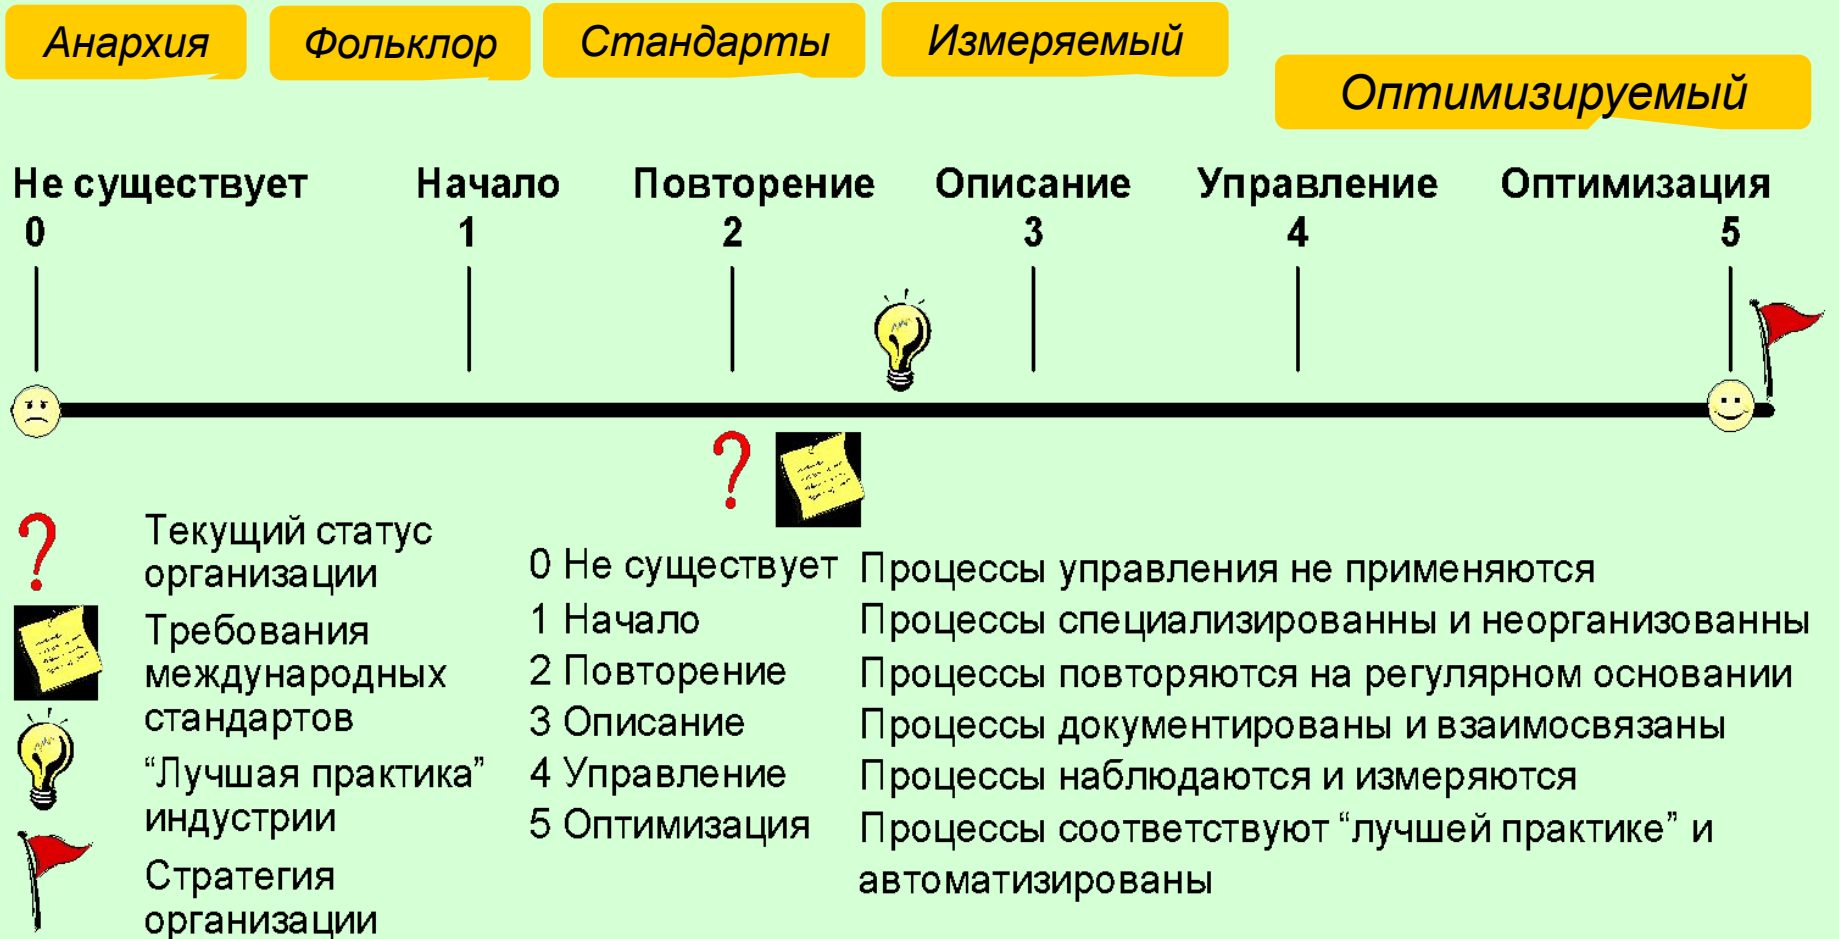 Анархия
Фольклор
Стандарты
Измеряемый
Оптимизируемый
Не существует
0
Начало
1
Повторение
2
Описание
3
Управление
4
Оптимизация
5
Текущий статус
организации
Требования
международных
стандартов
“Лучшая практика”
индустрии
Стратегия
организации
0 Не существует Процессы управления не применяются
1 Начало Процессы специализированны и неорганизованны
2 Повторение Процессы повторяются на регулярном основании
3 Описание Процессы документированы и взаимосвязаны
4 Управление Процессы наблюдаются и измеряются
5 Оптимизация Процессы соответствуют “лучшей практике” и
автоматизированы